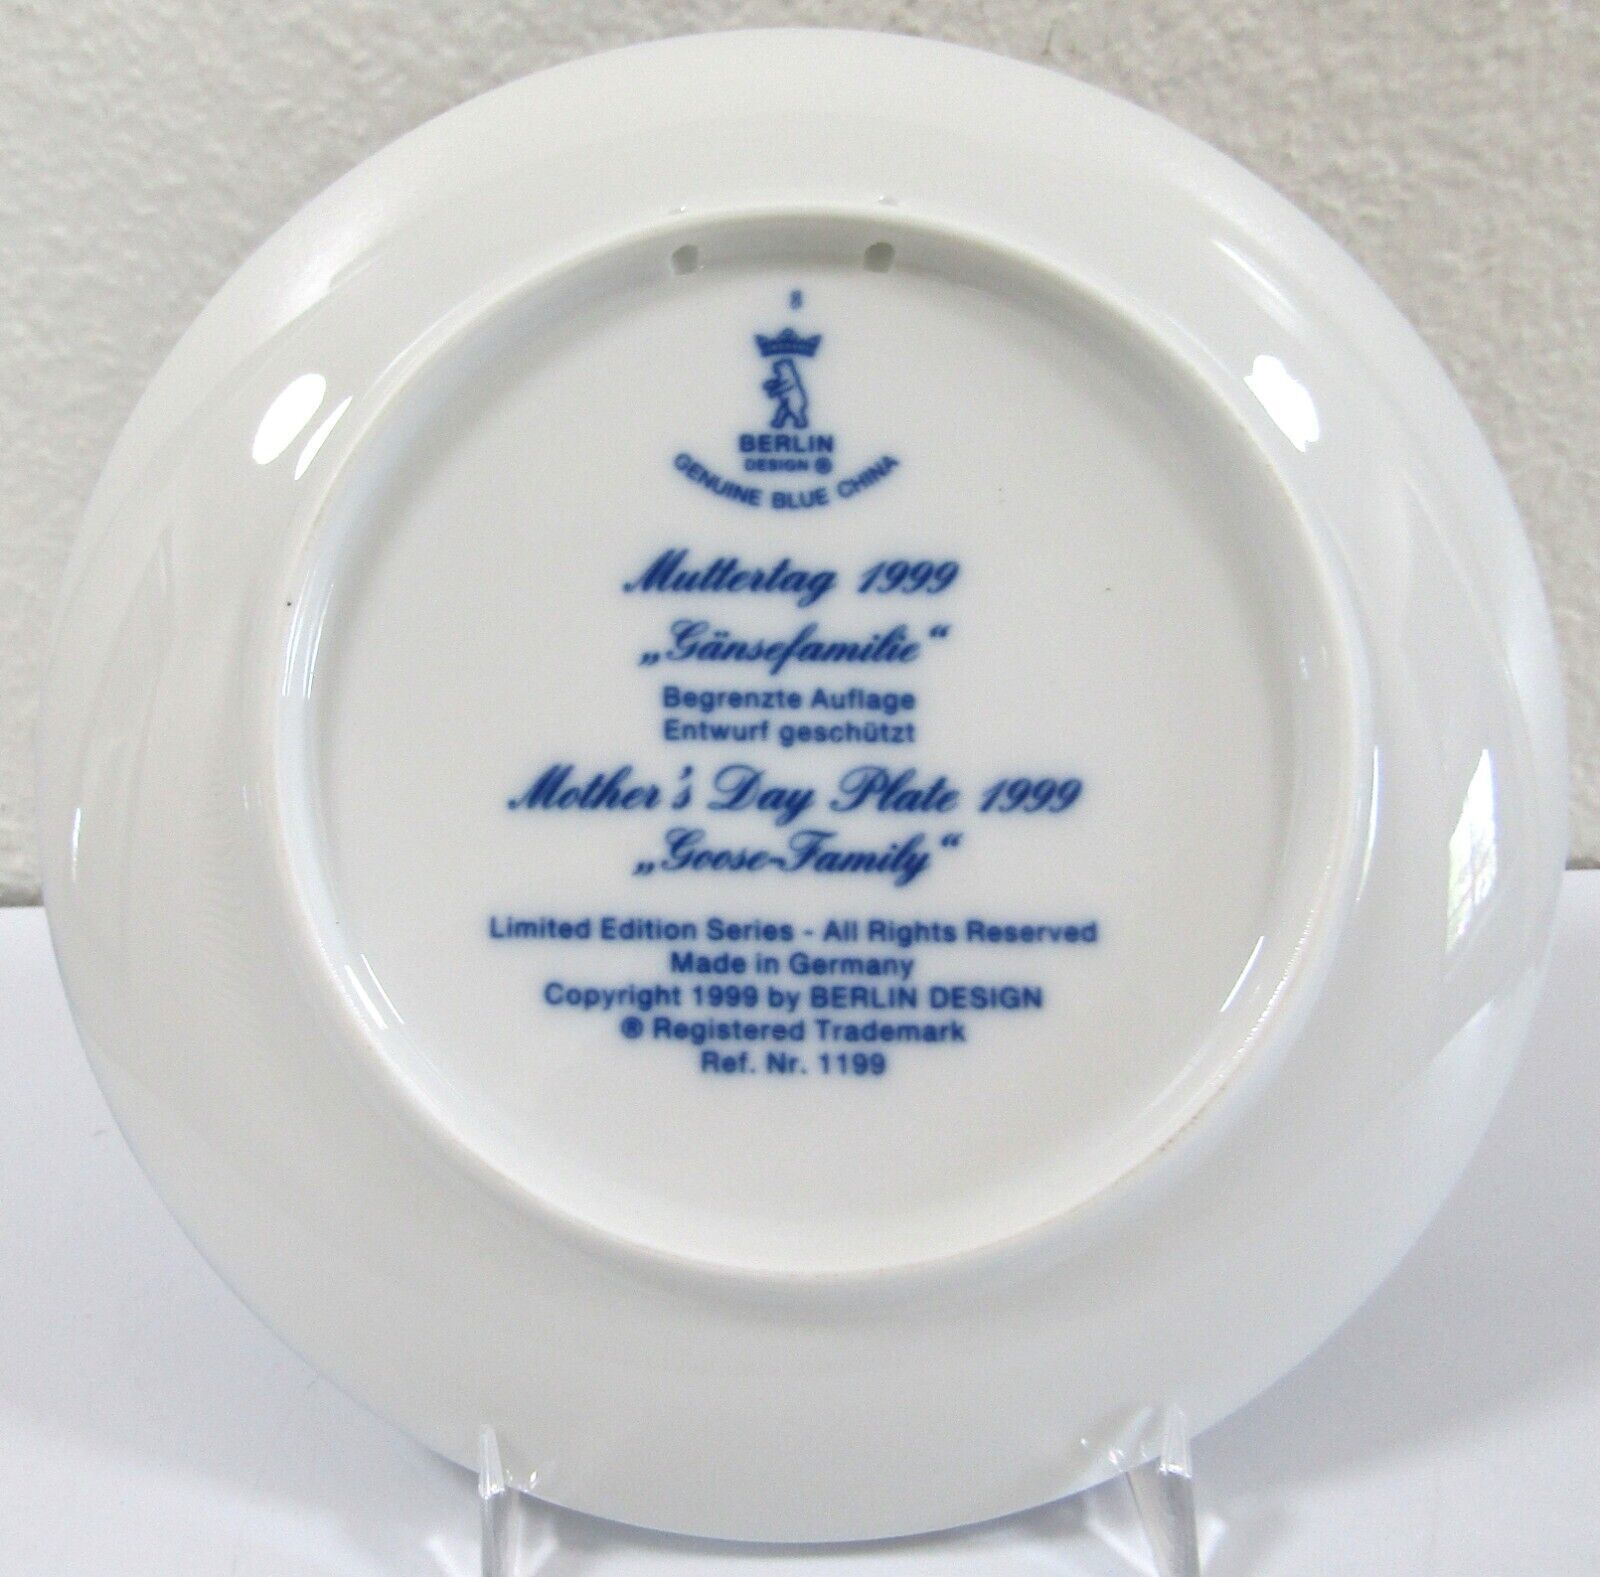 8
BERLIN
DESIGN ®
GENUINE BLUE CHINA
Muttertag 1999
„Gänsefamilie“
Begrenzte Auflage
Entwurf geschützt
Mother's Day Plate 1999
„Goose-Family“
Limited Edition Series - All Rights Reserved
Made in Germany
Copyright 1999 by BERLIN DESIGN
® Registered Trademark
Ref. Nr. 1199